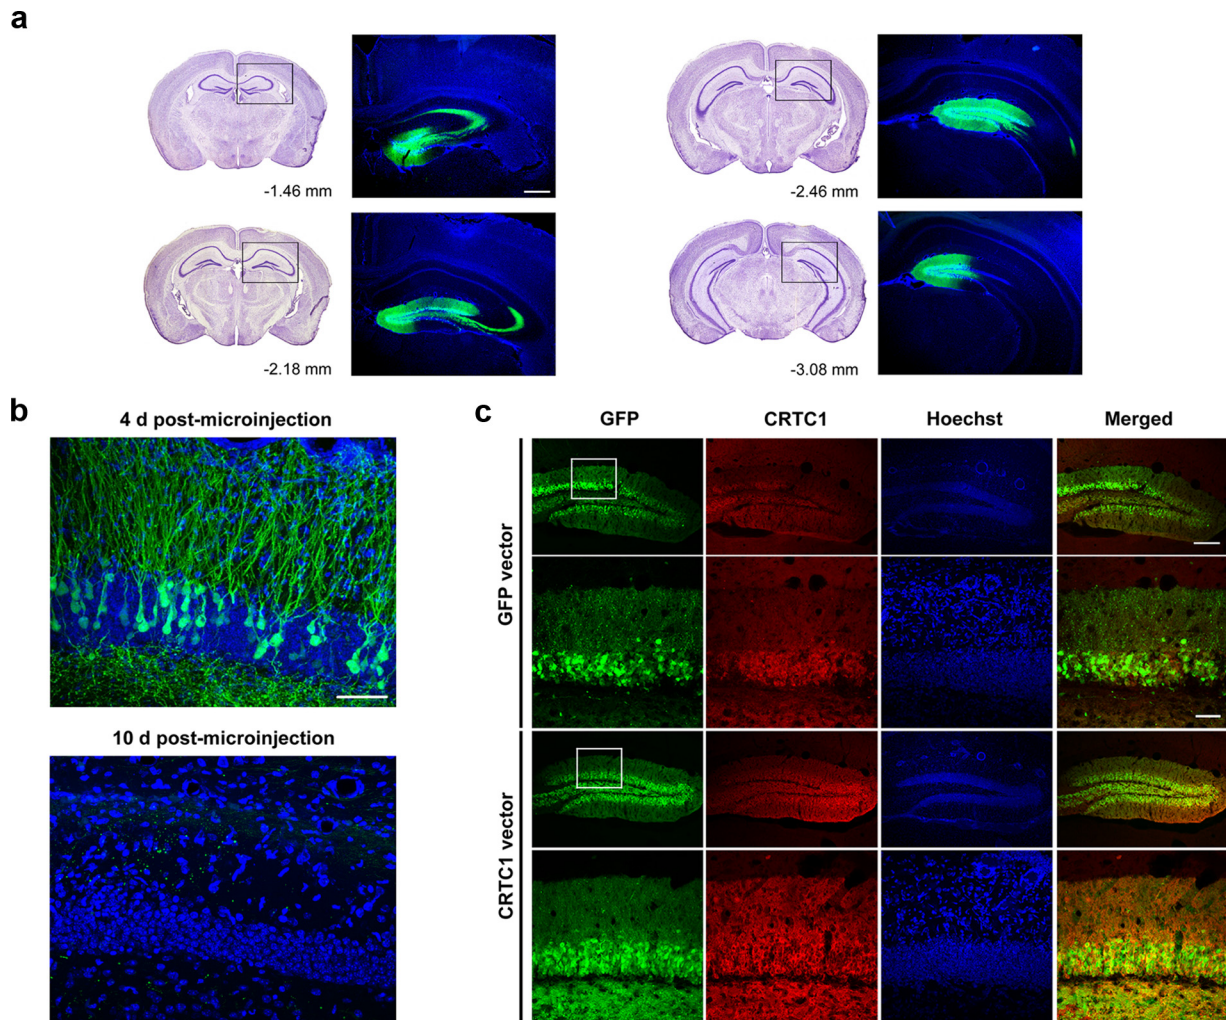 a
-1.46 mm
-2.46 mm
-2.18 mm
-3.08 mm
b
4 d post-microinjection
10 d post-microinjection
c
GFP
CRTC1
Hoechst
Merged
GFP vector
CRTC1 vector